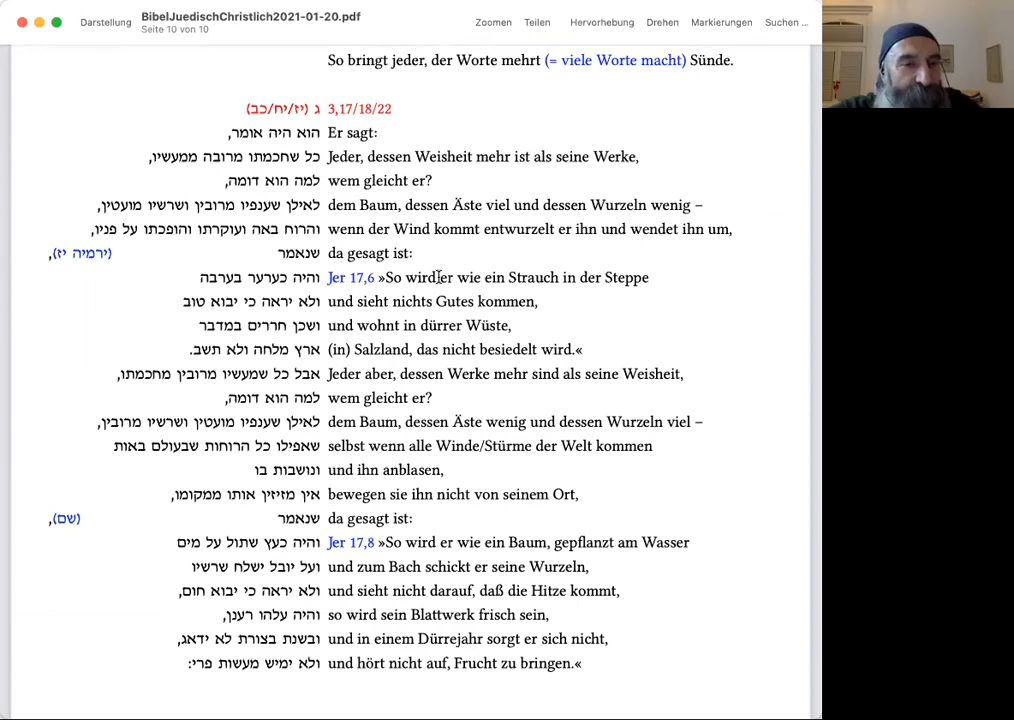 Darstellung BibelJuedischChristlich2021-01-20.pdf Zoomen Teilen Hervorhebung Drehen Markierungen Suchen ...
Seite 10 von 10
So bringt jeder, der Worte mehrt (= viele Worte macht) Sünde.
ג (יז/יח/כב) 3,17/18/22
הוא היה אומר, Er sagt:
כל שחכמתו מרובה ממעשיו, Jeder, dessen Weisheit mehr ist als seine Werke,
למה הוא דומה, wem gleicht er?
לאילן שענפיו מרובין ושרשיו מועטין, dem Baum, dessen Äste viel und dessen Wurzeln wenig –
והרוח באה ועוקרתו והופכתו על פניו, wenn der Wind kommt entwurzelt er ihn und wendet ihn um,
שנאמר (ירמיה יז), da gesagt ist:
והיה כערער בערבה Jer 17,6 »So wird er wie ein Strauch in der Steppe
ולא יראה כי יבוא טוב und sieht nichts Gutes kommen,
ושכן חררים במדבר und wohnt in dürrer Wüste,
ארץ מלחה ולא תשב. (in) Salzland, das nicht besiedelt wird.«
אבל כל שמעשיו מרובין מחכמתו, Jeder aber, dessen Werke mehr sind als seine Weisheit,
למה הוא דומה, wem gleicht er?
לאילן שענפיו מועטין ושרשיו מרובין, dem Baum, dessen Äste wenig und dessen Wurzeln viel –
שאפילו כל הרוחות שבעולם באות selbst wenn alle Winde/Stürme der Welt kommen
ונושבות בו und ihn anblasen,
אין מזיזין אותו ממקומו, bewegen sie ihn nicht von seinem Ort,
שנאמר (שם), da gesagt ist:
והיה כעץ שתול על מים Jer 17,8 »So wird er wie ein Baum, gepflanzt am Wasser
ועל יובל ישלח שרשיו und zum Bach schickt er seine Wurzeln,
ולא יראה כי יבוא חום, und sieht nicht darauf, daß die Hitze kommt,
והיה עלהו רענן, so wird sein Blattwerk frisch sein,
ובשנת בצורת לא ידאג, und in einem Dürrejahr sorgt er sich nicht,
ולא ימיש מעשות פרי: und hört nicht auf, Frucht zu bringen.«